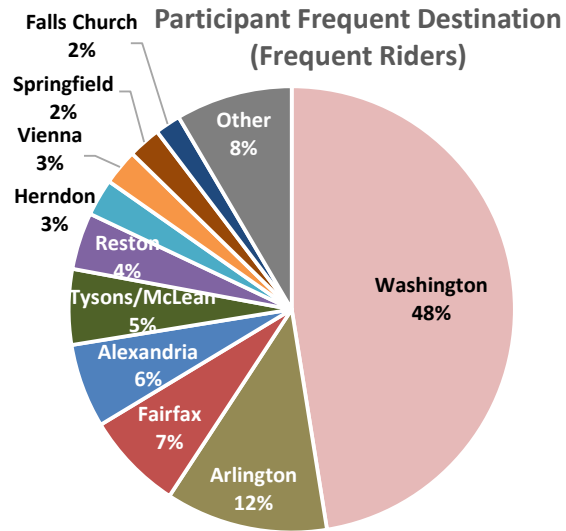 Participant Frequent Destination
(Frequent Riders)
Falls Church
2%
Springfield
2%
Vienna
3%
Herndon
3%
Reston
4%
Tysons/McLean
5%
Alexandria
6%
Fairfax
7%
Arlington
12%
Washington
48%
Other
8%